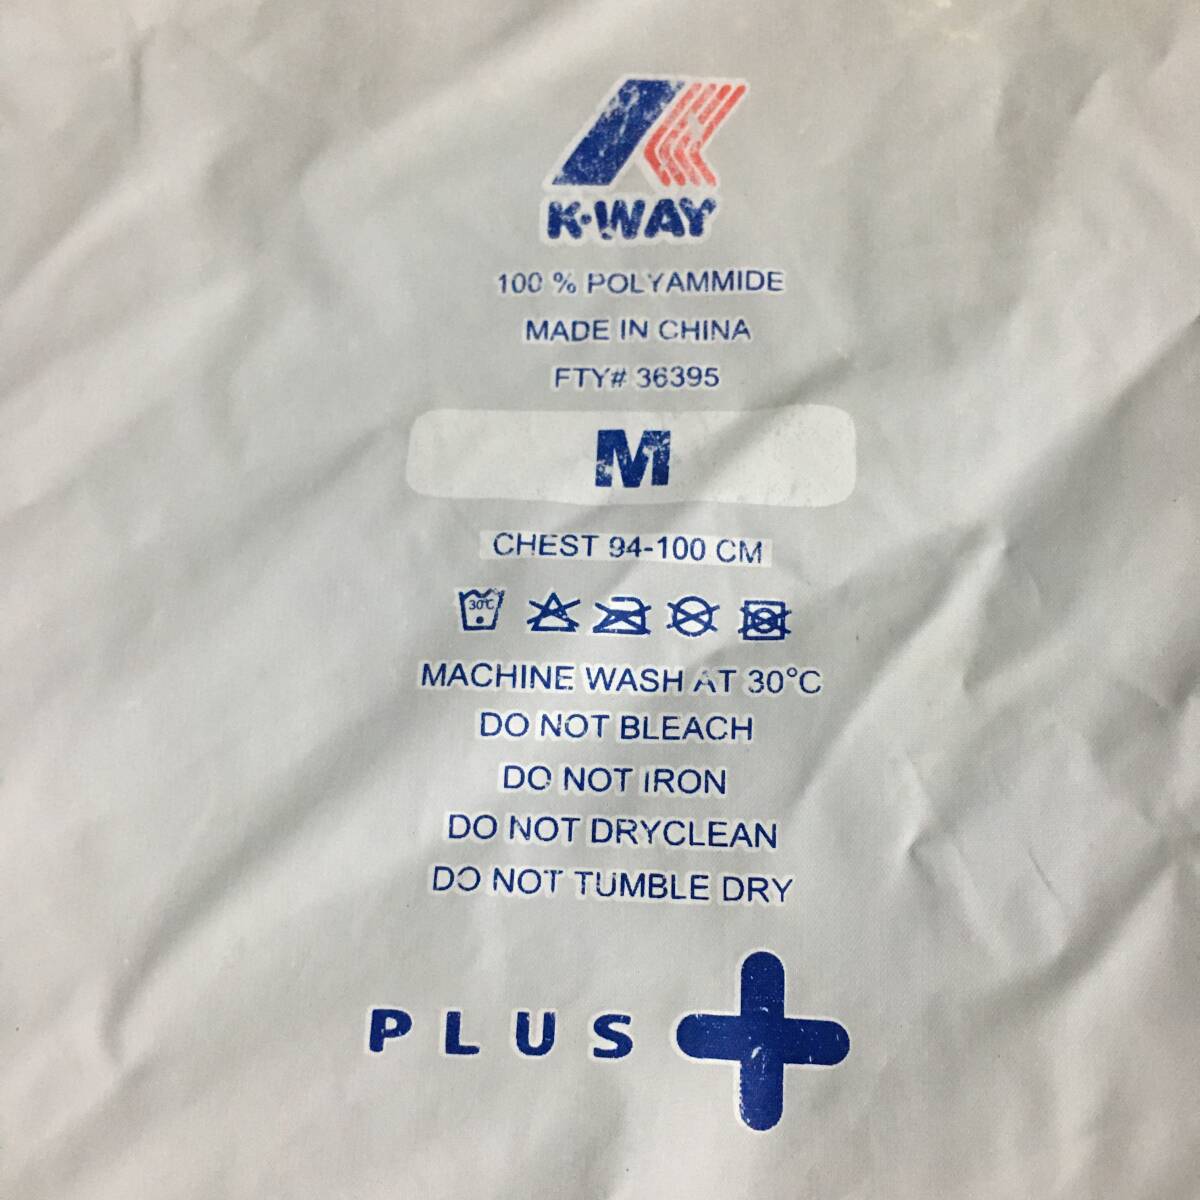 K·WAY
100 % POLYAMMIDE
MADE IN CHINA
FTY# 36395
M
CHEST 94-100 CM
30°C
MACHINE WASH AT 30°C
DO NOT BLEACH
DO NOT IRON
DO NOT DRYCLEAN
DO NOT TUMBLE DRY
PLUS